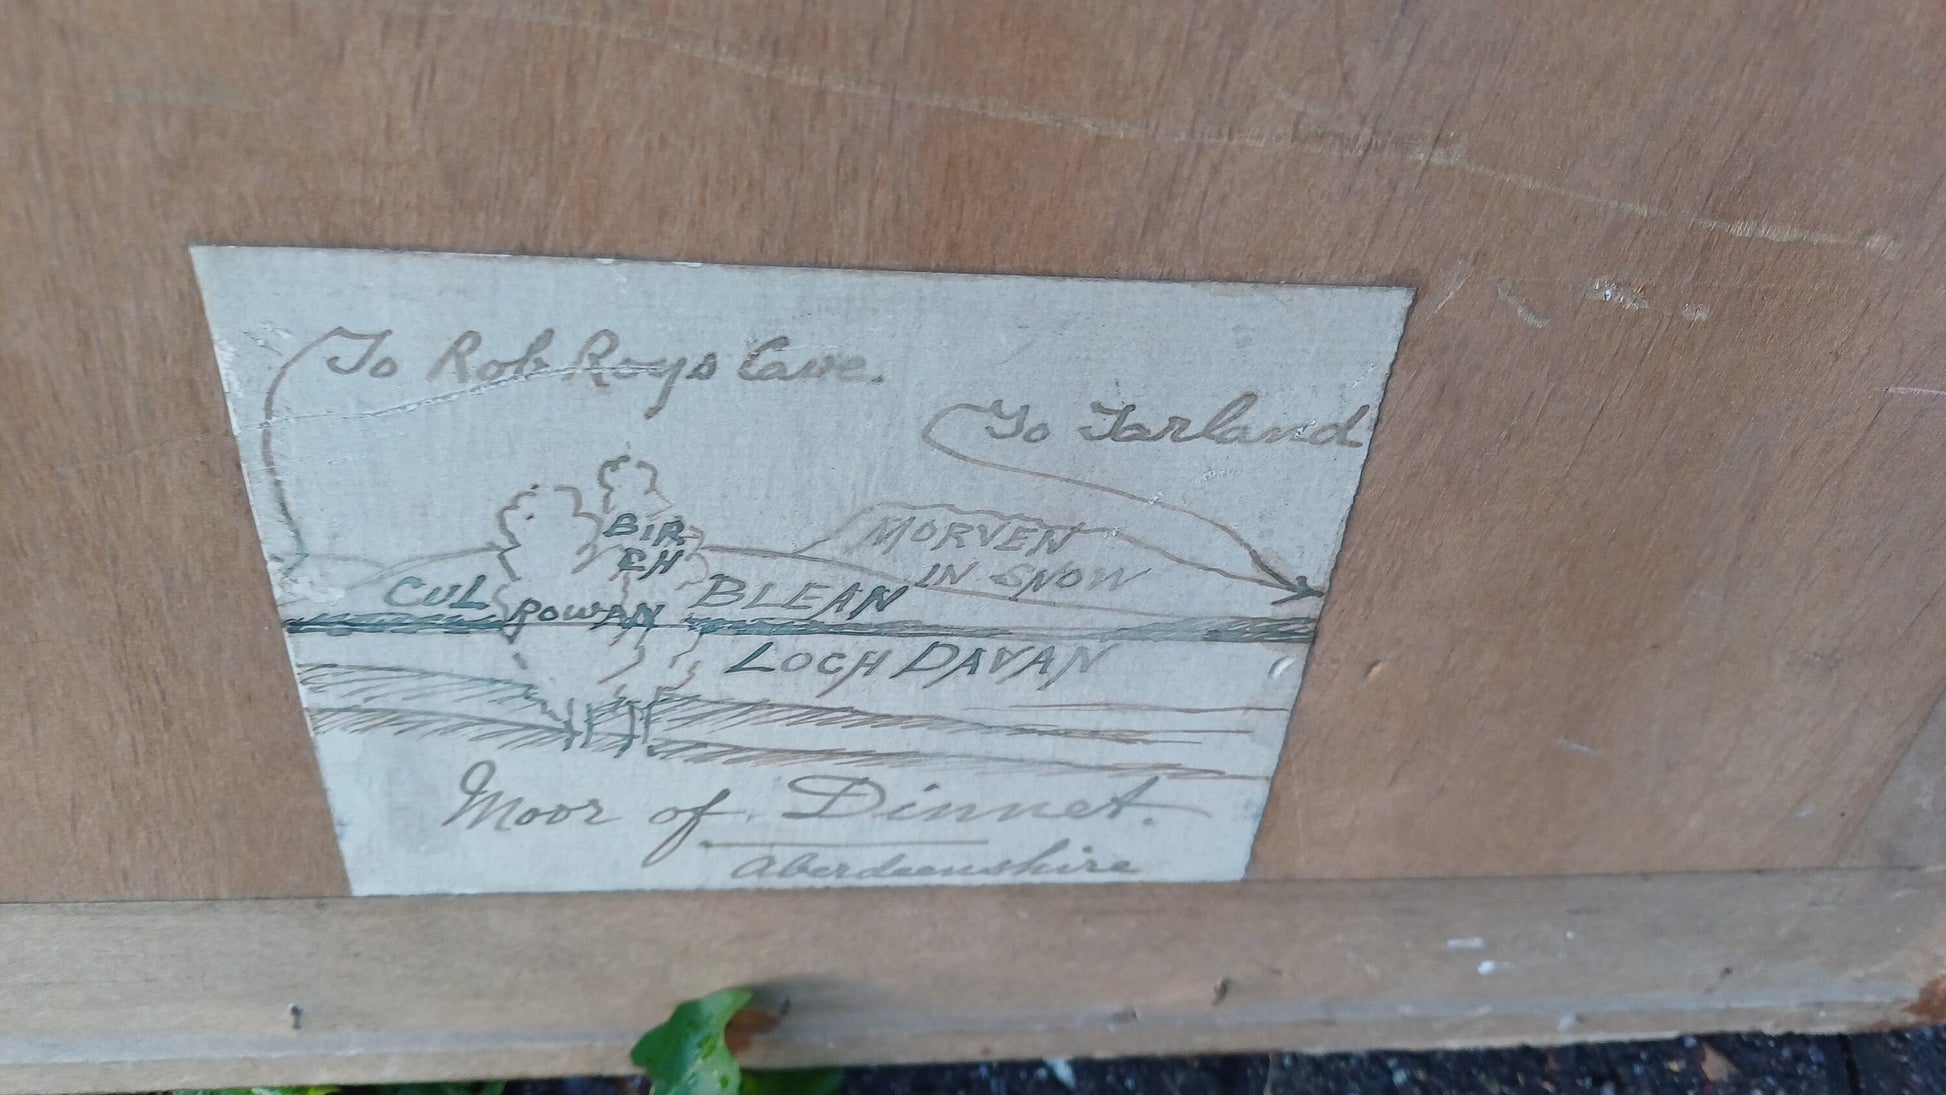 To Rob Roys Cave.
To Tarland
BIR
CH
MORVEN
IN SNOW
CUL
ROWAN
BLEAN
LOCH DAVAN
Moor of Dinnet.
Aberdeenshire